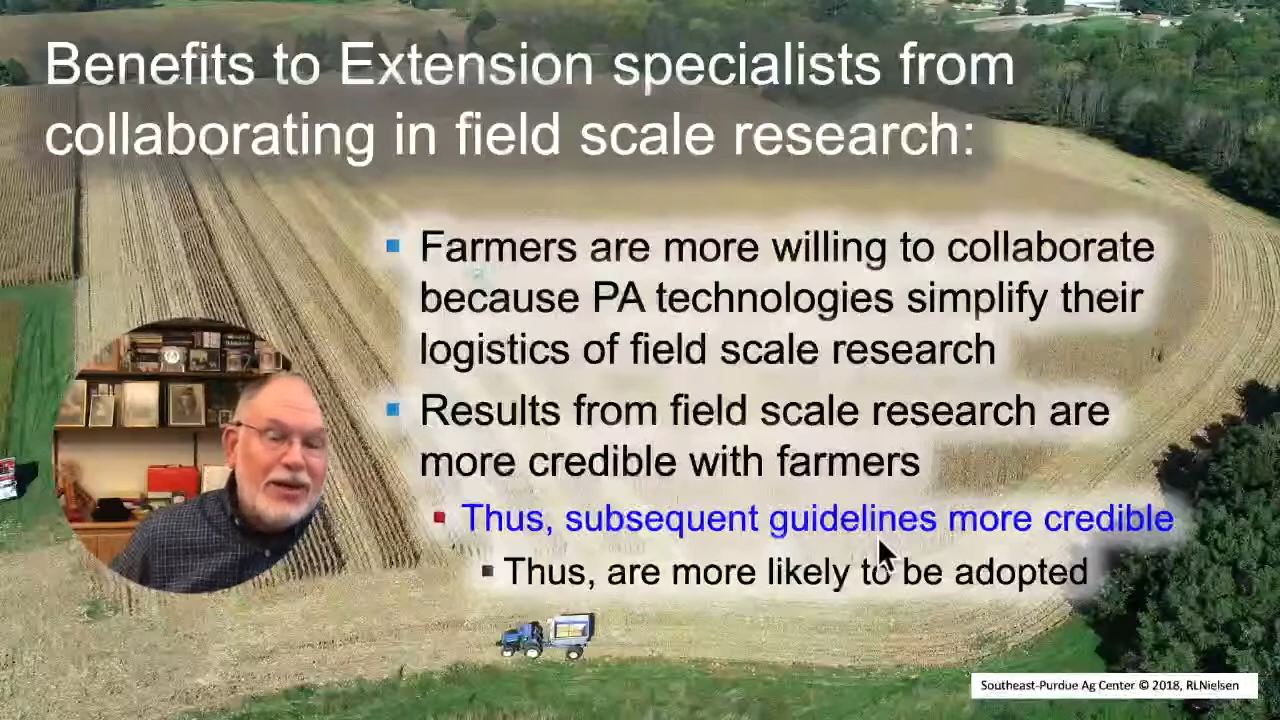 Benefits to Extension specialists from
collaborating in field scale research:
Farmers are more willing to collaborate
because PA technologies simplify their
logistics of field scale research
Results from field scale research are
more credible with farmers
Thus, subsequent guidelines more credible
Thus, are more likely to be adopted
Southeast-Purdue Ag Center © 2018, RLNielsen